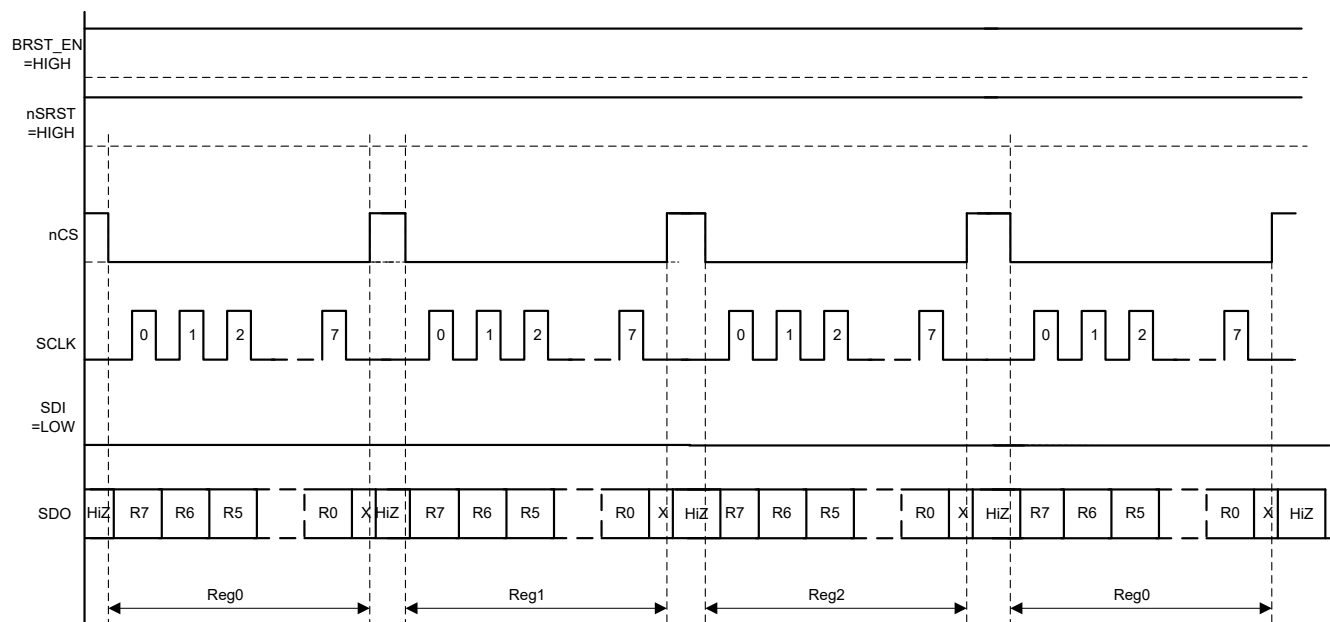 BRST_EN
=HIGH
nSRST
=HIGH
nCS
SCLK
0 1 2 7 0 1 2 7 0 1 2 7 0 1 2 7
SDI
=LOW
SDO
HiZ R7 R6 R5 R0 X HiZ R7 R6 R5 R0 X HiZ R7 R6 R5 R0 X HiZ R7 R6 R5 R0 X HiZ
Reg0 Reg1 Reg2 Reg0